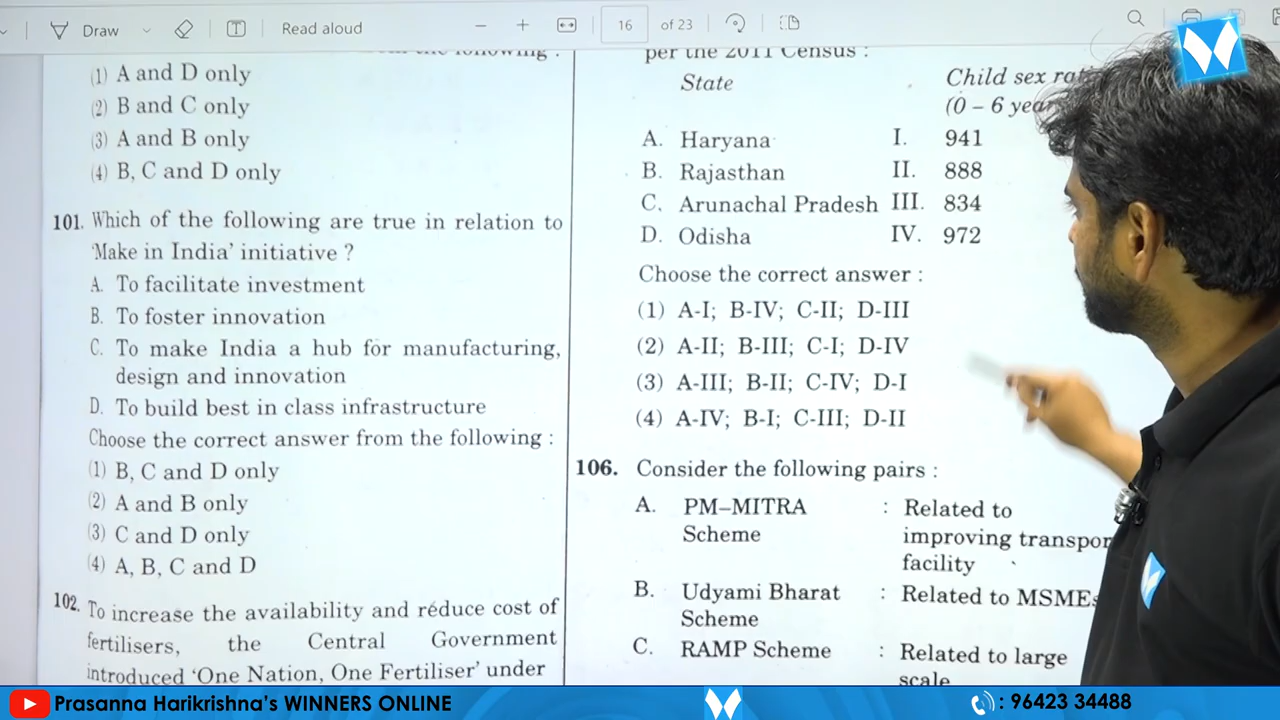 Draw
Read aloud
16 of 23
(1) A and D only
(2) B and C only
(3) A and B only
(4) B, C and D only
101. Which of the following are true in relation to
'Make in India' initiative ?
A. To facilitate investment
B. To foster innovation
C. To make India a hub for manufacturing,
design and innovation
D. To build best in class infrastructure
Choose the correct answer from the following :
(1) B, C and D only
(2) A and B only
(3) C and D only
(4) A, B, C and D
102. To increase the availability and reduce cost of
fertilisers, the Central Government
introduced 'One Nation, One Fertiliser' under
per the 2011 Census :
State Child sex
(0 – 6
A. Haryana I. 941
B. Rajasthan II. 888
C. Arunachal Pradesh III. 834
D. Odisha IV. 972
Choose the correct answer :
(1) A-I; B-IV; C-II; D-III
(2) A-II; B-III; C-I; D-IV
(3) A-III; B-II; C-IV; D-I
(4) A-IV; B-I; C-III; D-II
106. Consider the following pairs :
A. PM–MITRA : Related to
Scheme improving transpor
facility
B. Udyami Bharat : Related to MSMEs
Scheme
C. RAMP Scheme : Related to large
scale
Prasanna Harikrishna's WINNERS ONLINE
: 96423 34488